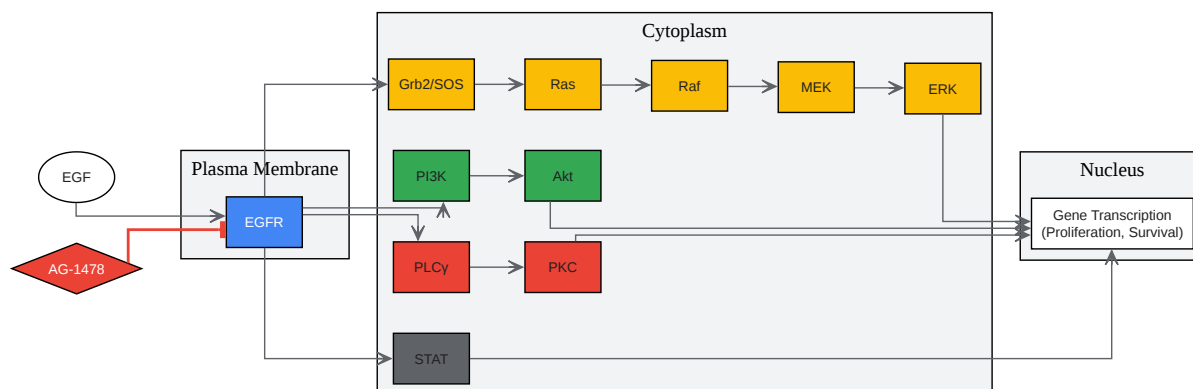 Cytoplasm
Grb2/SOS
Ras
Raf
MEK
ERK
Plasma Membrane
EGF
EGFR
AG-1478
PI3K
Akt
PLCγ
PKC
STAT
Nucleus
Gene Transcription
(Proliferation, Survival)